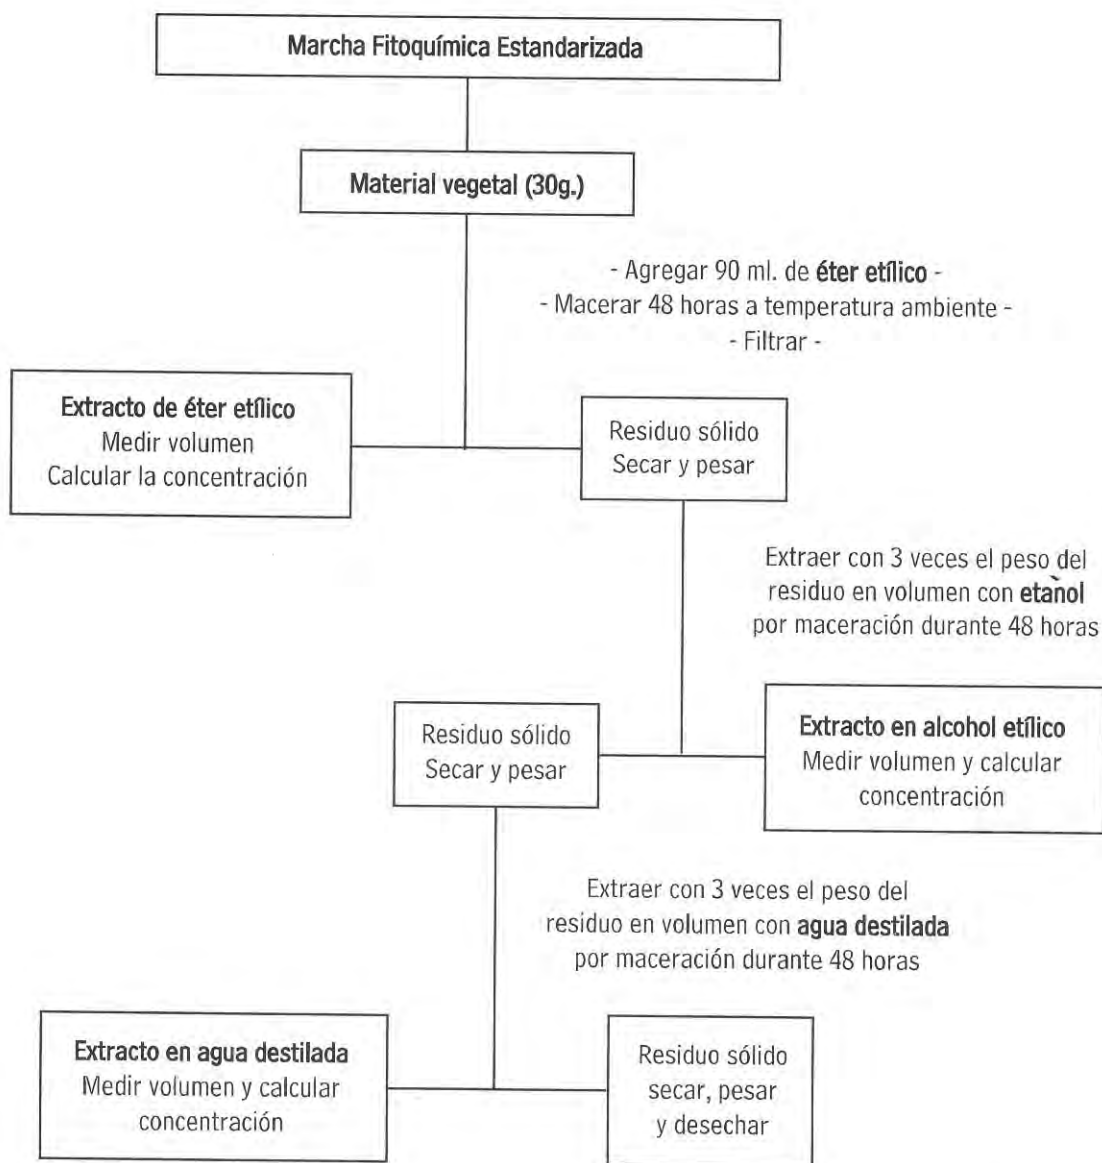 Marcha Fitoquímica Estandarizada
Material vegetal (30g.)
- Agregar 90 ml. de éter etílico -
- Macerar 48 horas a temperatura ambiente -
- Filtrar -
Extracto de éter etílico
Medir volumen
Calcular la concentración
Residuo sólido
Secar y pesar
Extraer con 3 veces el peso del
residuo en volumen con etanol
por maceración durante 48 horas
Residuo sólido
Secar y pesar
Extracto en alcohol etílico
Medir volumen y calcular
concentración
Extraer con 3 veces el peso del
residuo en volumen con agua destilada
por maceración durante 48 horas
Extracto en agua destilada
Medir volumen y calcular
concentración
Residuo sólido
secar, pesar
y desechar